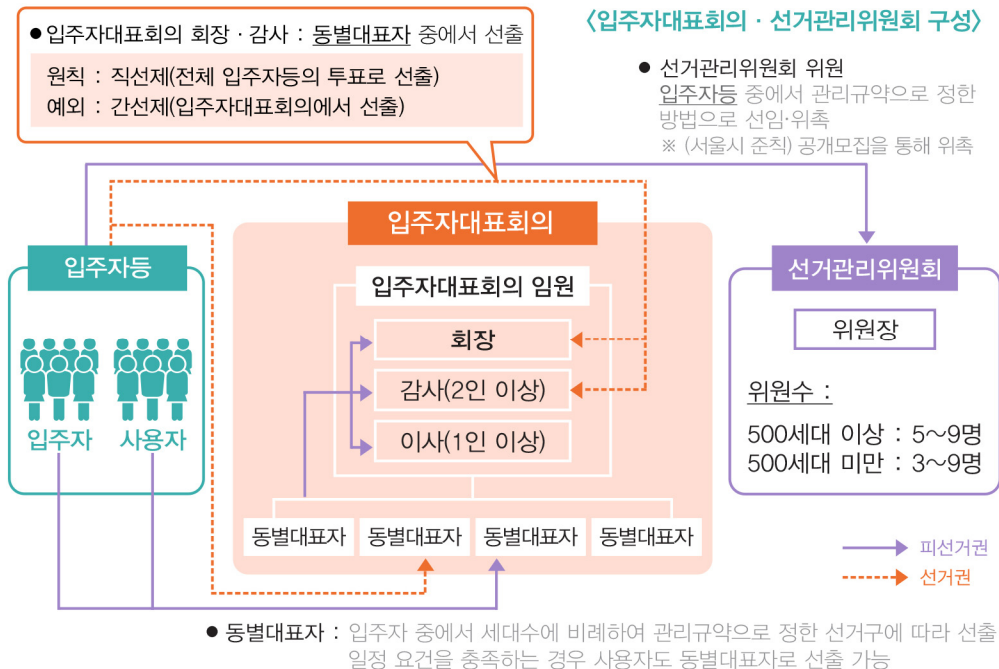 〈입주자대표회의 · 선거관리위원회 구성〉
● 입주자대표회의 회장 · 감사 : 동별대표자 중에서 선출
원칙 : 직선제(전체 입주자등의 투표로 선출)
예외 : 간선제(입주자대표회의에서 선출)
● 선거관리위원회 위원
입주자등 중에서 관리규약으로 정한
방법으로 선임·위촉
※ (서울시 준칙) 공개모집을 통해 위촉
입주자등
입주자 사용자
입주자대표회의
입주자대표회의 임원
회장
감사(2인 이상)
이사(1인 이상)
동별대표자 동별대표자 동별대표자 동별대표자
선거관리위원회
위원장
위원수 :
500세대 이상 : 5~9명
500세대 미만 : 3~9명
피선거권
선거권
● 동별대표자 : 입주자 중에서 세대수에 비례하여 관리규약으로 정한 선거구에 따라 선출
일정 요건을 충족하는 경우 사용자도 동별대표자로 선출 가능